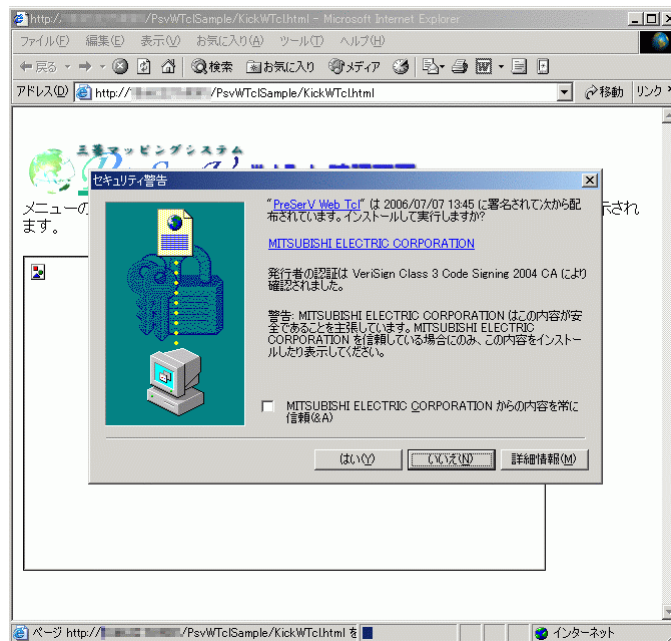 http:// /PsvWTclSample/KickWTcl.html - Microsoft Internet Explorer
ファイル(F) 編集(E) 表示(V) お気に入り(A) ツール(T) ヘルプ(H)
戻る 検索 お気に入り メディア
アドレス(D) http:// /PsvWTclSample/KickWTcl.html 移動 リンク
三菱マッピングシステム
メニューの 示され
ます。
セキュリティ警告
"PreSerV Web Tcl" は 2006/07/07 13:45 に署名されて次から配
布されています。インストールして実行しますか?
MITSUBISHI ELECTRIC CORPORATION
発行者の認証は VeriSign Class 3 Code Signing 2004 CA により
確認されました。
警告: MITSUBISHI ELECTRIC CORPORATION はこの内容が安
全であることを主張しています。MITSUBISHI ELECTRIC
CORPORATION を信頼している場合にのみ、この内容をインストー
ルしたり表示してください。
MITSUBISHI ELECTRIC CORPORATION からの内容を常に
信頼(&A)
はい(Y) いいえ(N) 詳細情報(M)
ページ http:// /PsvWTclSample/KickWTcl.html を インターネット